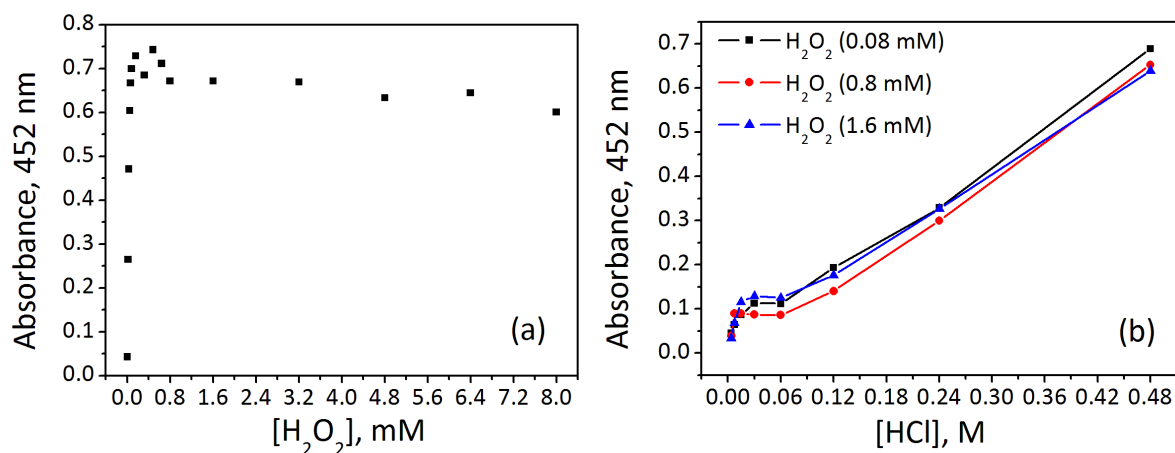 0.8
0.7
0.6
0.5
0.4
0.3
0.2
0.1
0.0
Absorbance, 452 nm
(a)
0.0 0.8 1.6 2.4 3.2 4.0 4.8 5.6 6.4 7.2 8.0
[H₂O₂], mM
0.7
0.6
0.5
0.4
0.3
0.2
0.1
0.0
Absorbance, 452 nm
H₂O₂ (0.08 mM)
H₂O₂ (0.8 mM)
H₂O₂ (1.6 mM)
(b)
0.00 0.06 0.12 0.18 0.24 0.30 0.36 0.42 0.48
[HCl], M